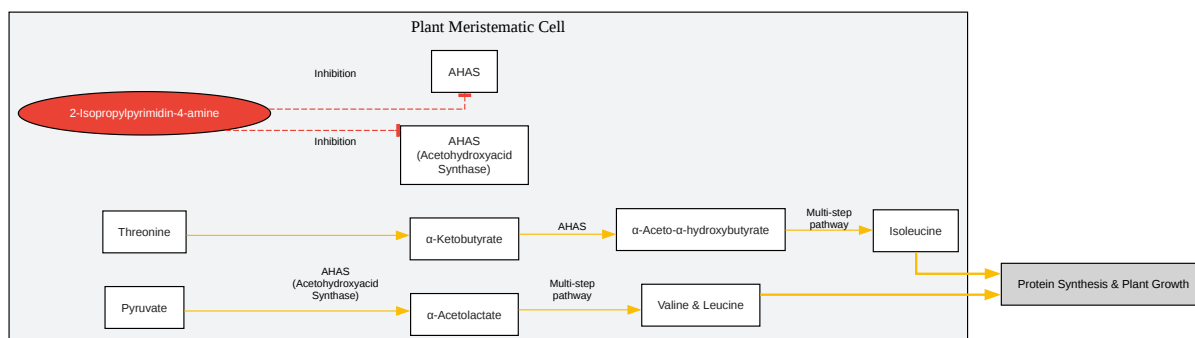 Plant Meristematic Cell
Inhibition
AHAS
2-Isopropylpyrimidin-4-amine
Inhibition
AHAS
(Acetohydroxyacid
Synthase)
Threonine
α-Ketobutyrate
AHAS
α-Aceto-α-hydroxybutyrate
Multi-step
pathway
Isoleucine
Pyruvate
AHAS
(Acetohydroxyacid
Synthase)
α-Acetolactate
Multi-step
pathway
Valine & Leucine
Protein Synthesis & Plant Growth